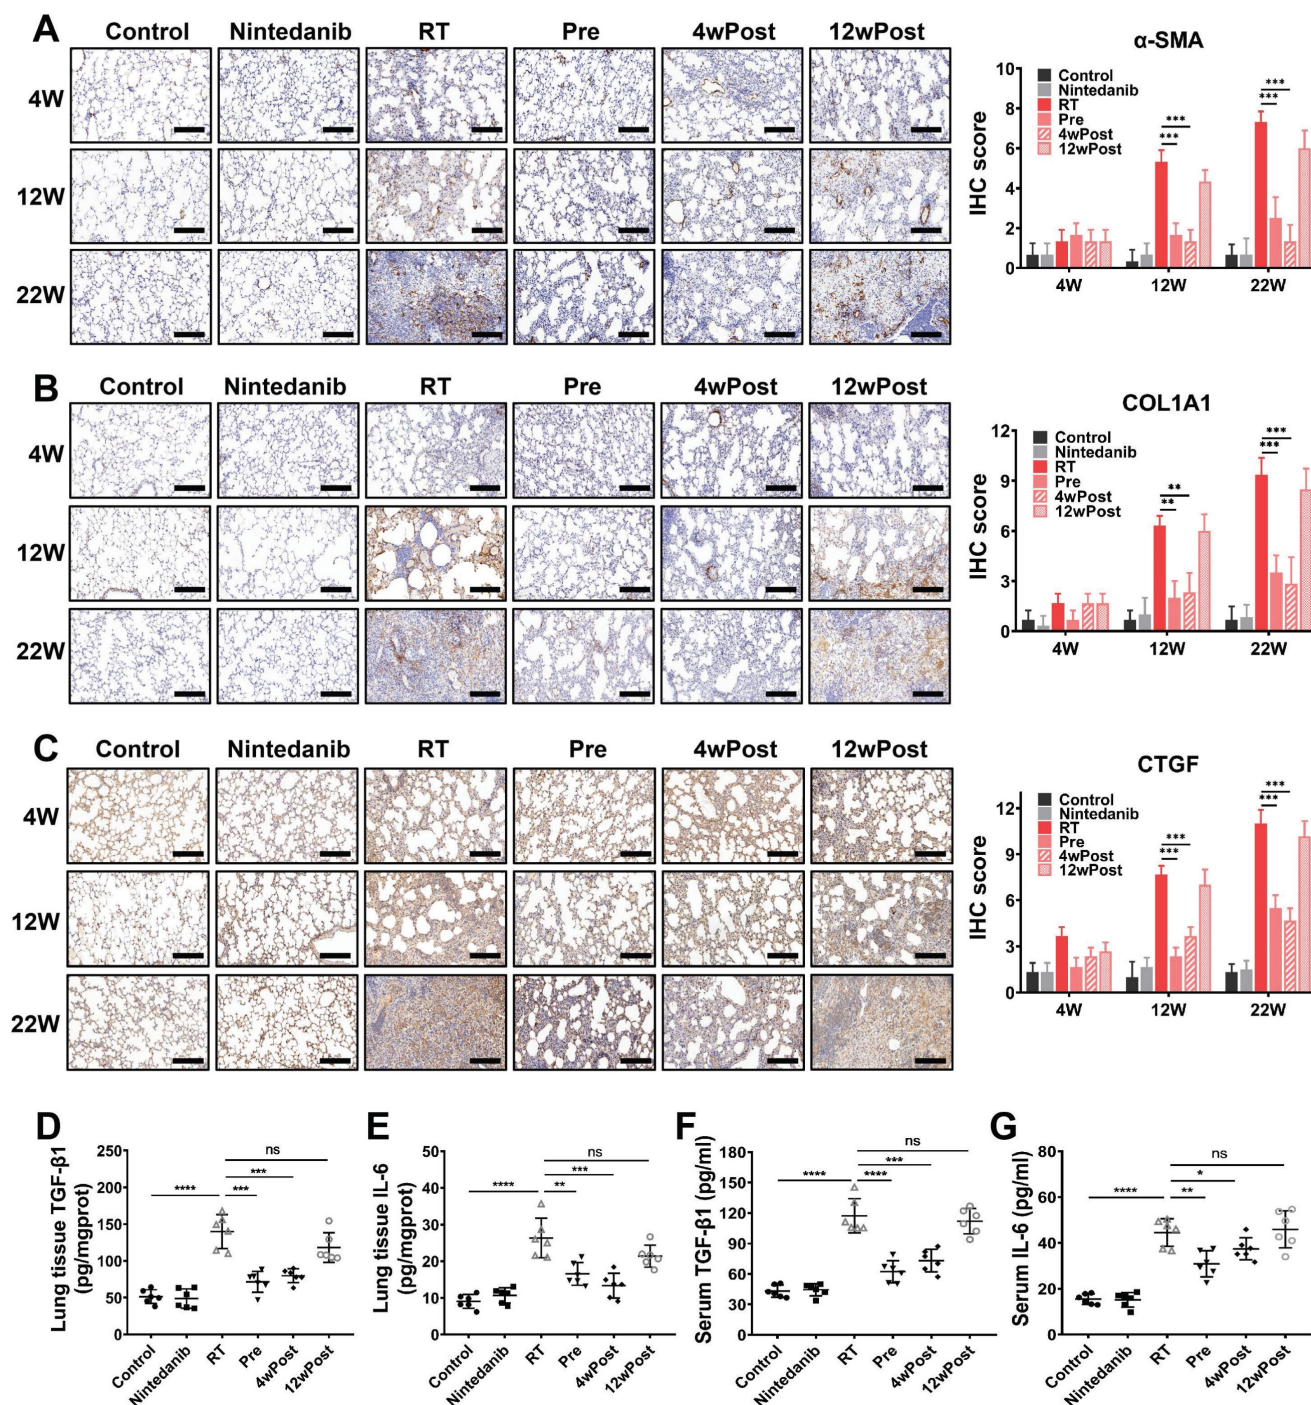 A
Control Nintedanib RT Pre 4wPost 12wPost
4W
12W
22W
α-SMA
IHC score
10
8
6
4
2
0
Control
Nintedanib
RT
Pre
4wPost
12wPost
***
***
***
***
4W 12W 22W
B
Control Nintedanib RT Pre 4wPost 12wPost
4W
12W
22W
COL1A1
IHC score
12
9
6
3
0
Control
Nintedanib
RT
Pre
4wPost
12wPost
**
**
***
***
4W 12W 22W
C
Control Nintedanib RT Pre 4wPost 12wPost
4W
12W
22W
CTGF
IHC score
12
9
6
3
0
Control
Nintedanib
RT
Pre
4wPost
12wPost
***
***
***
***
4W 12W 22W
D
Lung tissue TGF-β1
(pg/mgprot)
250
200
150
100
50
0
ns
***
**** ***
Control Nintedanib RT Pre 4wPost 12wPost
E
Lung tissue IL-6
(pg/mgprot)
50
40
30
20
10
0
ns
***
**** **
Control Nintedanib RT Pre 4wPost 12wPost
F
Serum TGF-β1 (pg/ml)
180
150
120
90
60
30
0
ns
***
**** ****
Control Nintedanib RT Pre 4wPost 12wPost
G
Serum IL-6 (pg/ml)
80
60
40
20
0
ns
*
**** **
Control Nintedanib RT Pre 4wPost 12wPost